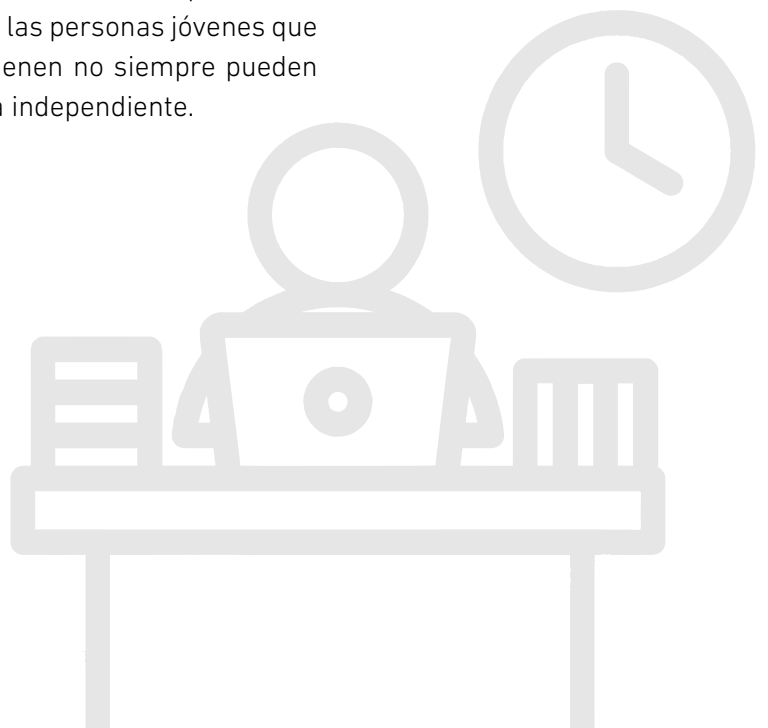 las personas jóvenes que
enen no siempre pueden
independiente.